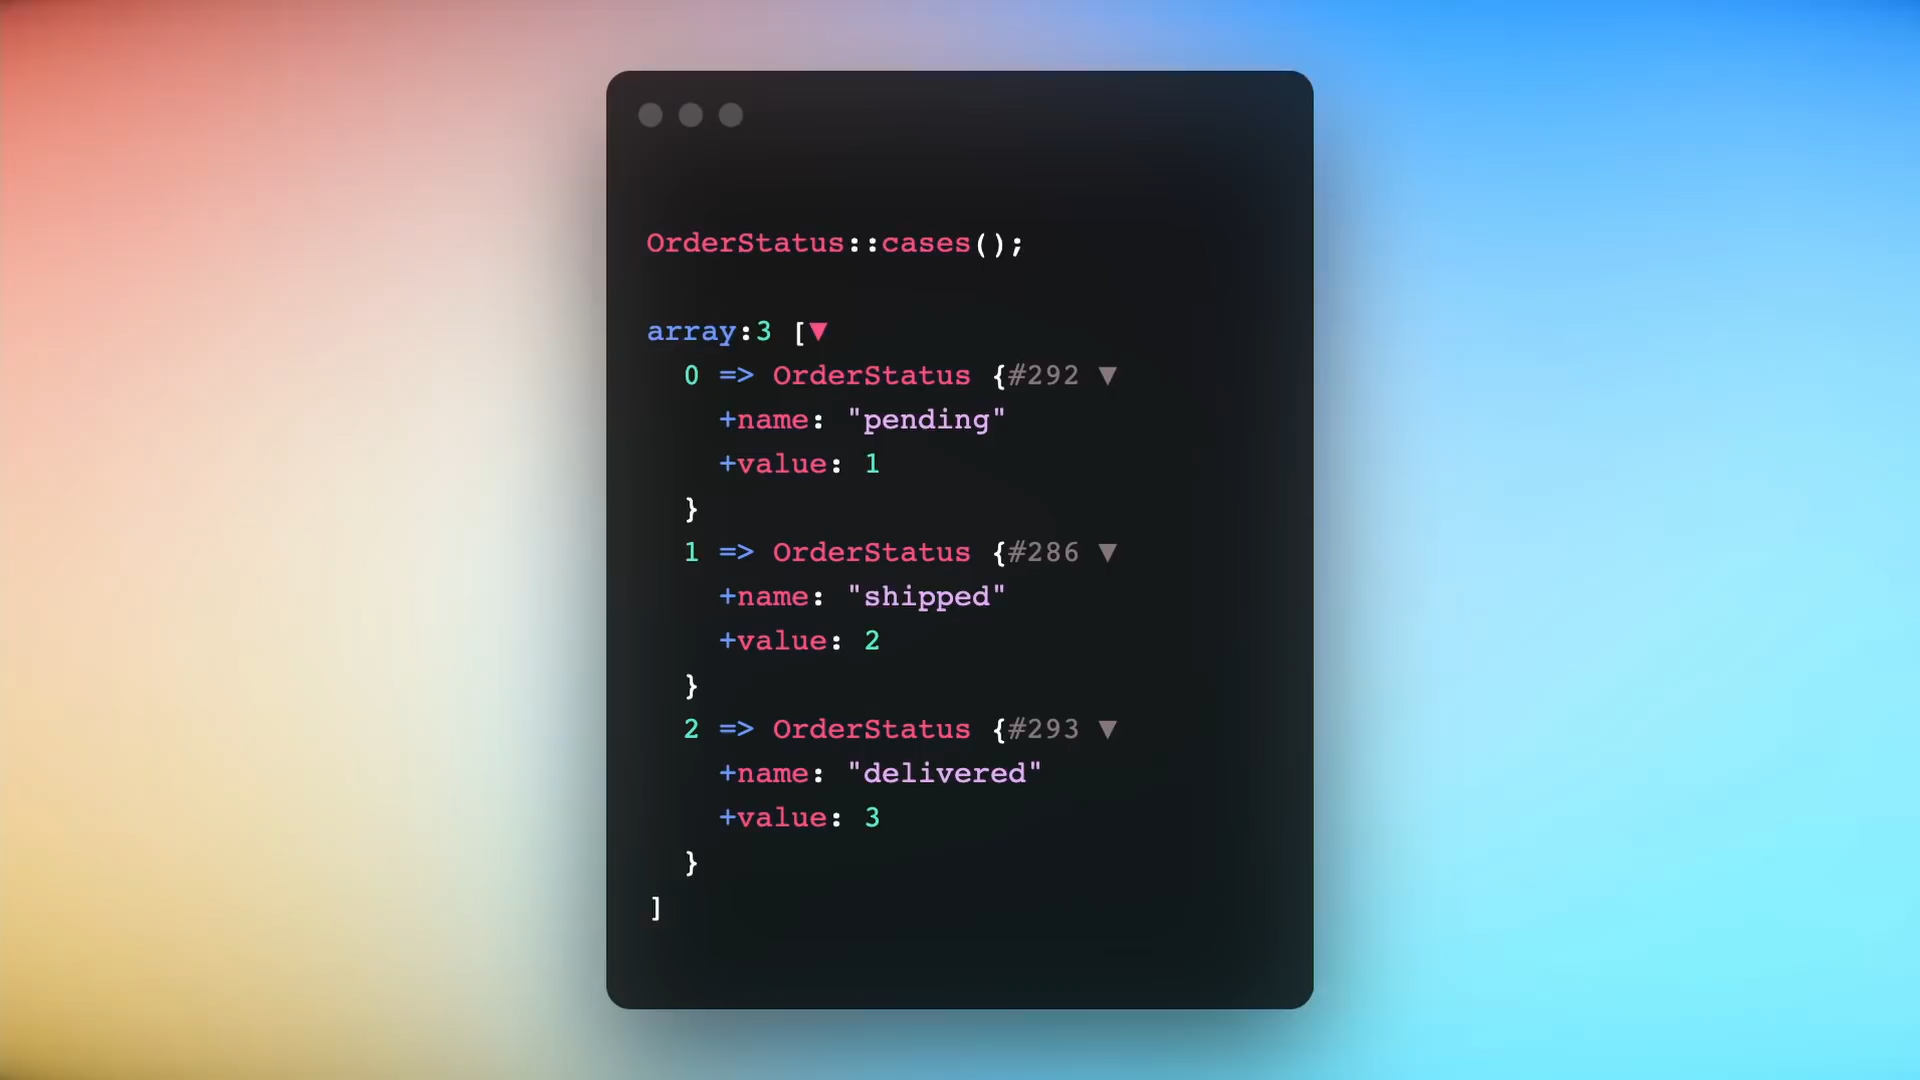 OrderStatus::cases();
array:3 [▼
  0 => OrderStatus {#292 ▼
    +name: "pending"
    +value: 1
  }
  1 => OrderStatus {#286 ▼
    +name: "shipped"
    +value: 2
  }
  2 => OrderStatus {#293 ▼
    +name: "delivered"
    +value: 3
  }
]